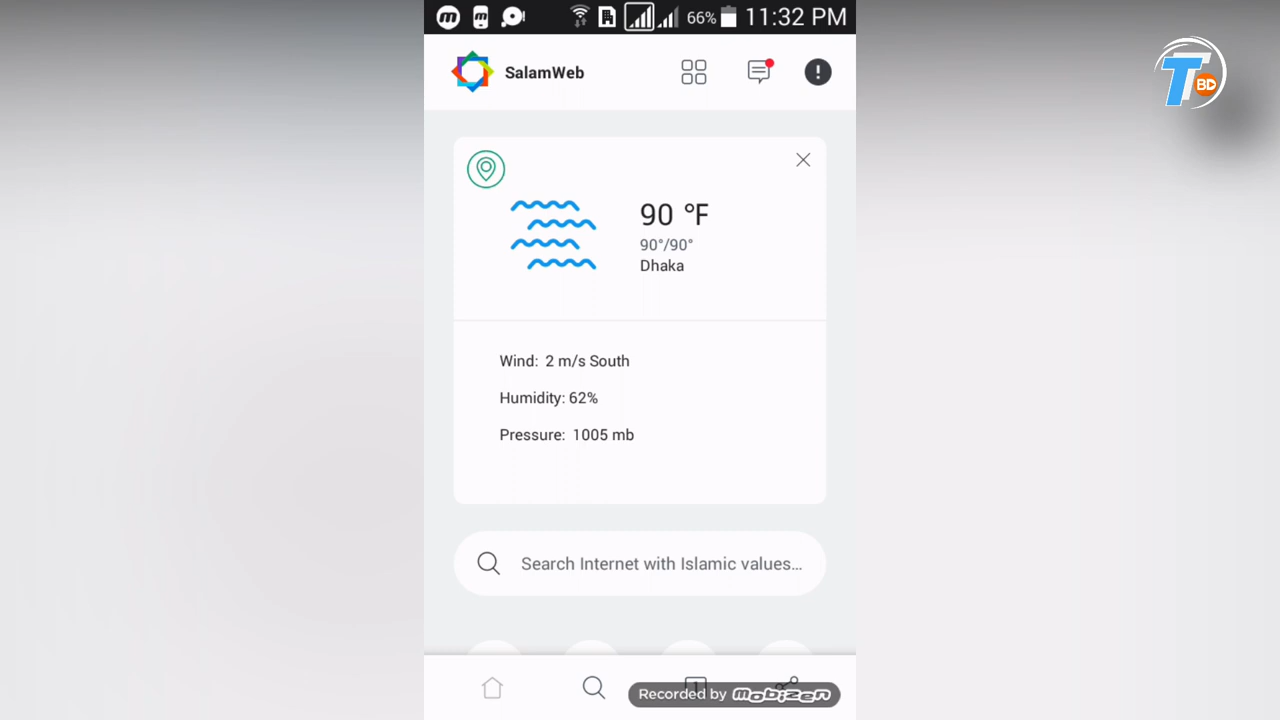 66% 11:32 PM
SalamWeb
90 °F
90°/90°
Dhaka
Wind: 2 m/s South
Humidity: 62%
Pressure: 1005 mb
Search Internet with Islamic values...
1
Recorded by mobizen
T BD